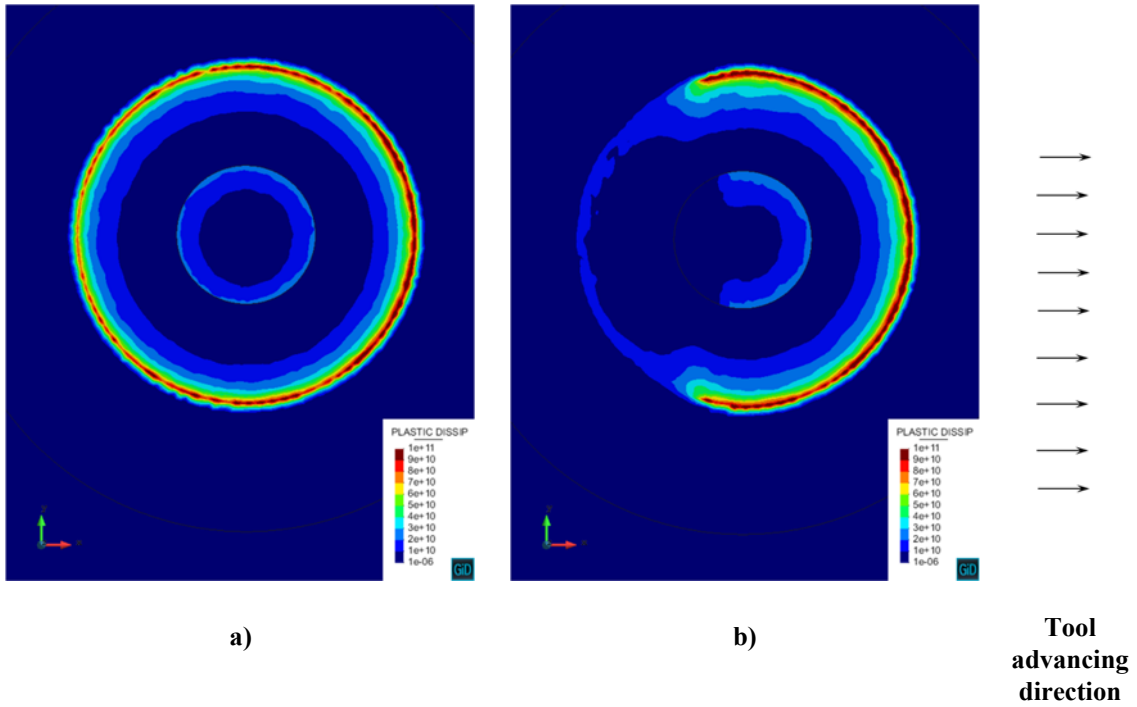 PLASTIC DISSIP
1e+11
9e+10
8e+10
7e+10
6e+10
5e+10
4e+10
3e+10
2e+10
1e+10
1e-06
y
x
GiD
PLASTIC DISSIP
1e+11
9e+10
8e+10
7e+10
6e+10
5e+10
4e+10
3e+10
2e+10
1e+10
1e-06
y
x
GiD
a)
b)
Tool
advancing
direction